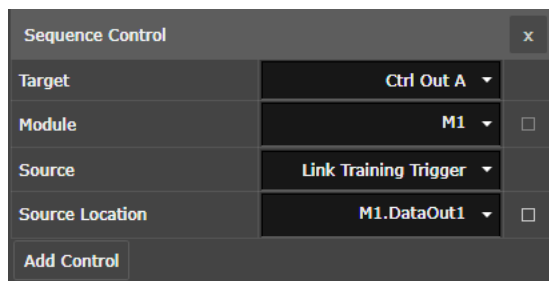 Sequence Control x
Target Ctrl Out A
Module M1
Source Link Training Trigger
Source Location M1.DataOut1
Add Control